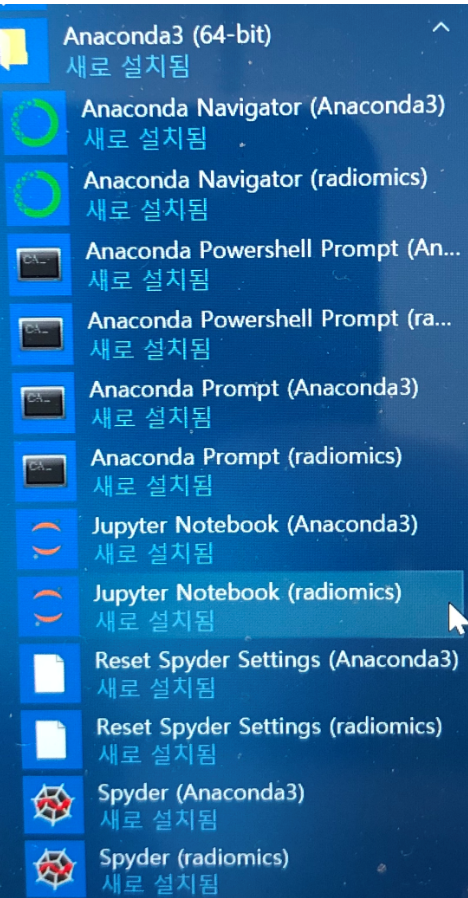 Anaconda3 (64-bit)
새로 설치됨
Anaconda Navigator (Anaconda3)
새로 설치됨
Anaconda Navigator (radiomics)
새로 설치됨
Anaconda Powershell Prompt (An...
새로 설치됨
Anaconda Powershell Prompt (ra...
새로 설치됨
Anaconda Prompt (Anaconda3)
새로 설치됨
Anaconda Prompt (radiomics)
새로 설치됨
Jupyter Notebook (Anaconda3)
새로 설치됨
Jupyter Notebook (radiomics)
새로 설치됨
Reset Spyder Settings (Anaconda3)
새로 설치됨
Reset Spyder Settings (radiomics)
새로 설치됨
Spyder (Anaconda3)
새로 설치됨
Spyder (radiomics)
새로 설치됨